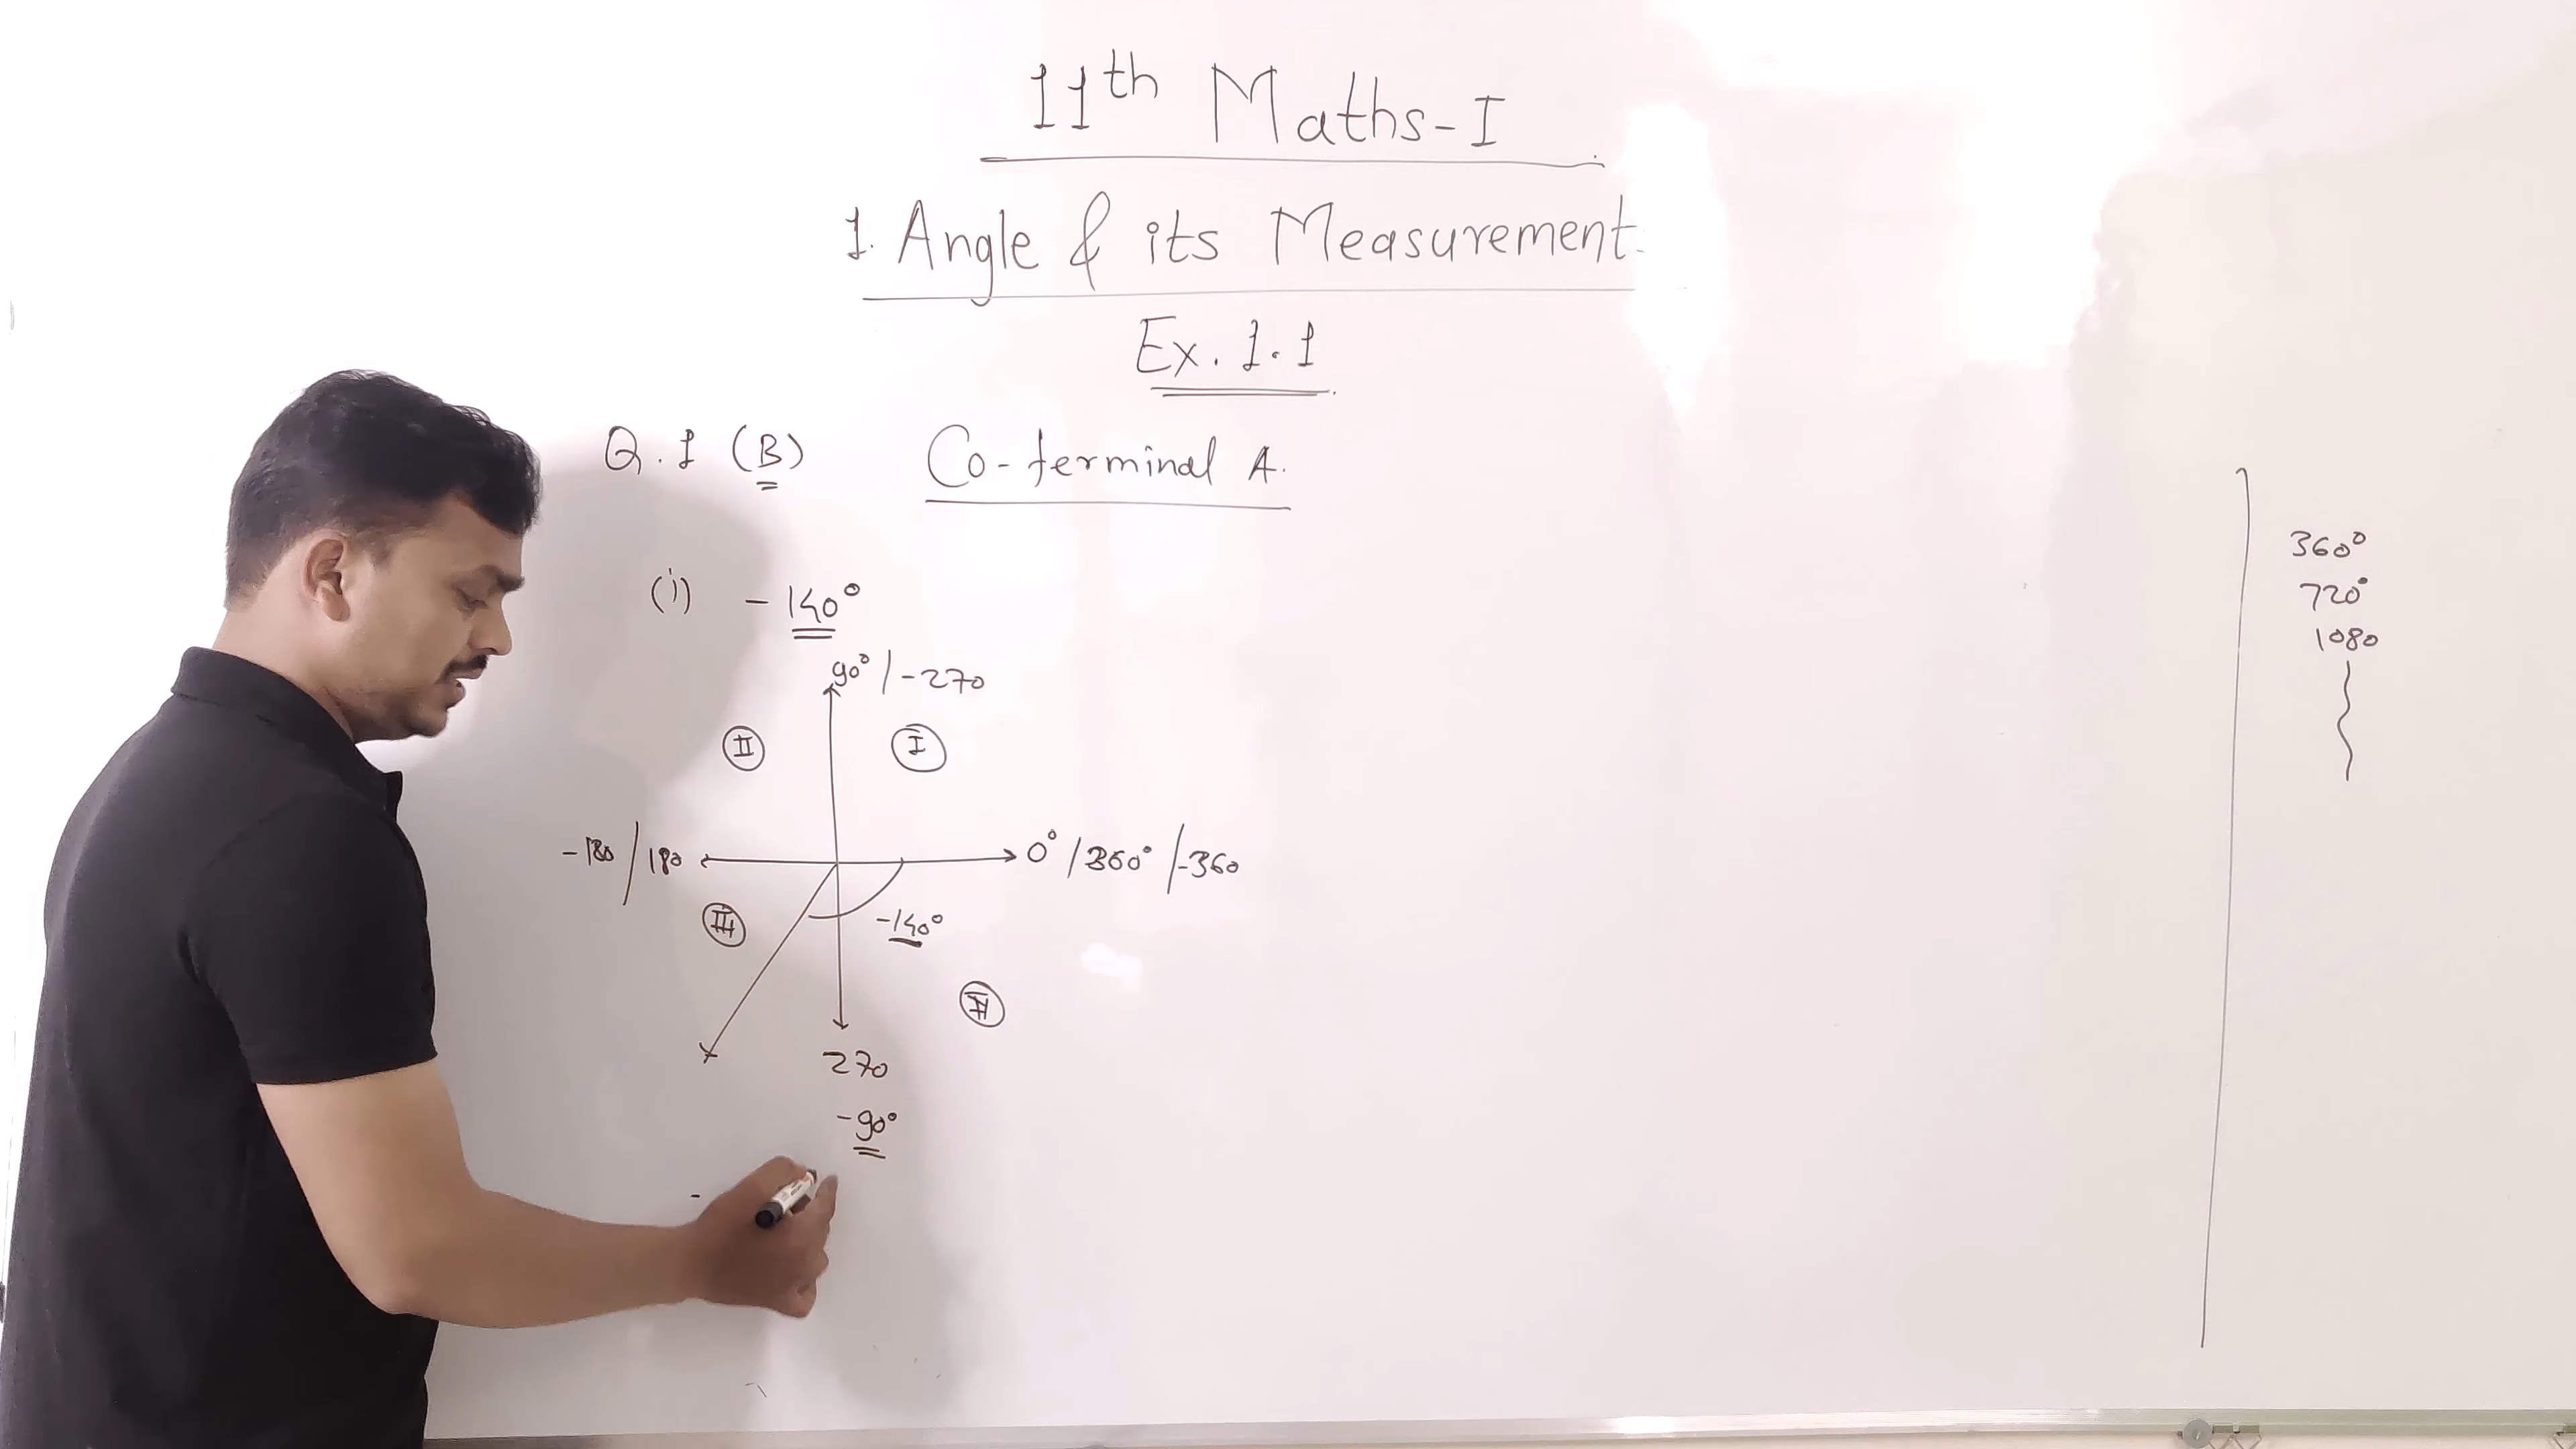 11th Maths-I
1. Angle & its Measurement.
Ex. 1.1
Q.1 (B) Co-terminal A.
(i) -140°
90° / -270
II I
-180 / 180 0° / 360° / -360
III -140°
IV
270
-90°
-
360°
720°
1080